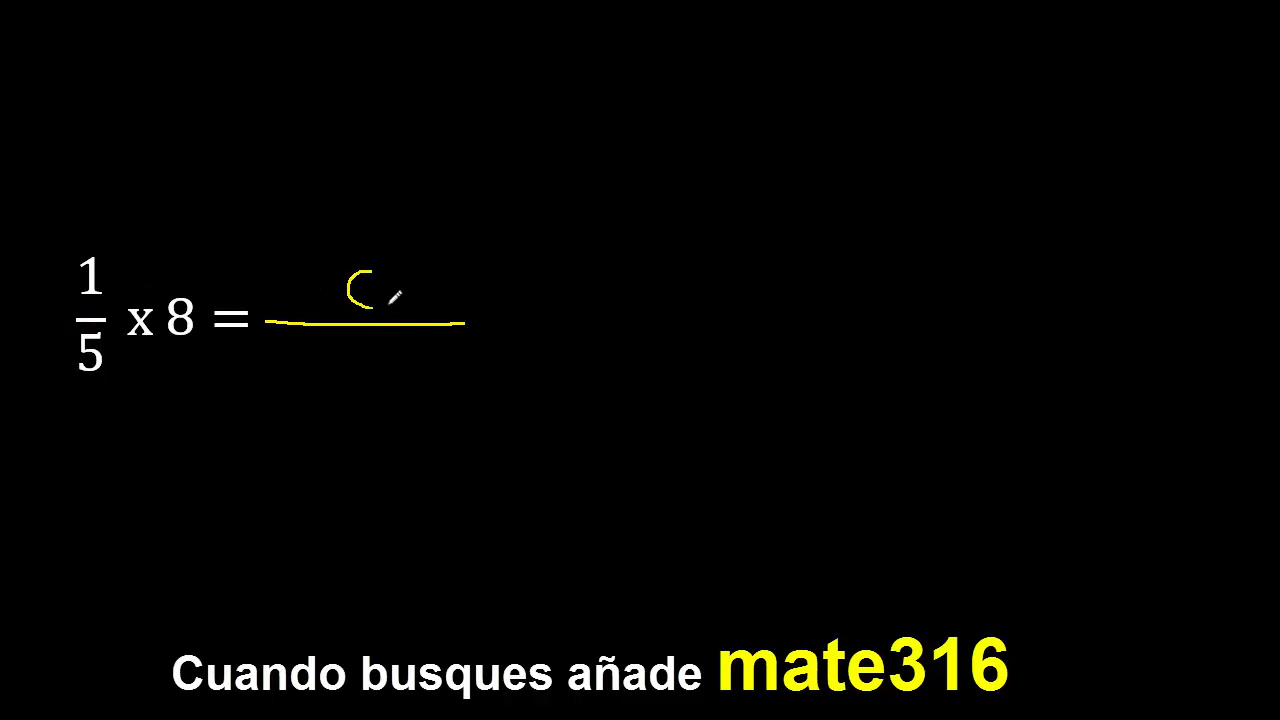 1/5 x 8 =
Cuando busques añade mate316